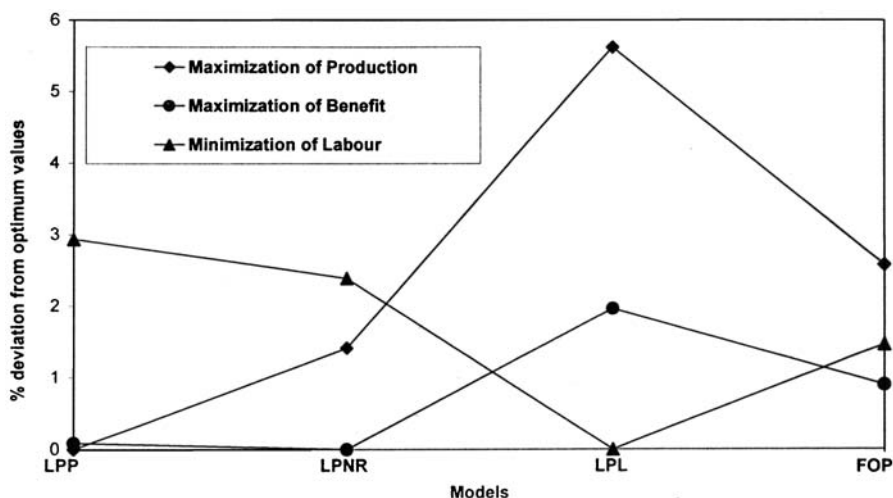 6
5
4
3
2
1
0
% deviation from optimum values
Maximization of Production
Maximization of Benefit
Minimization of Labour
LPP LPNR LPL FOP
Models